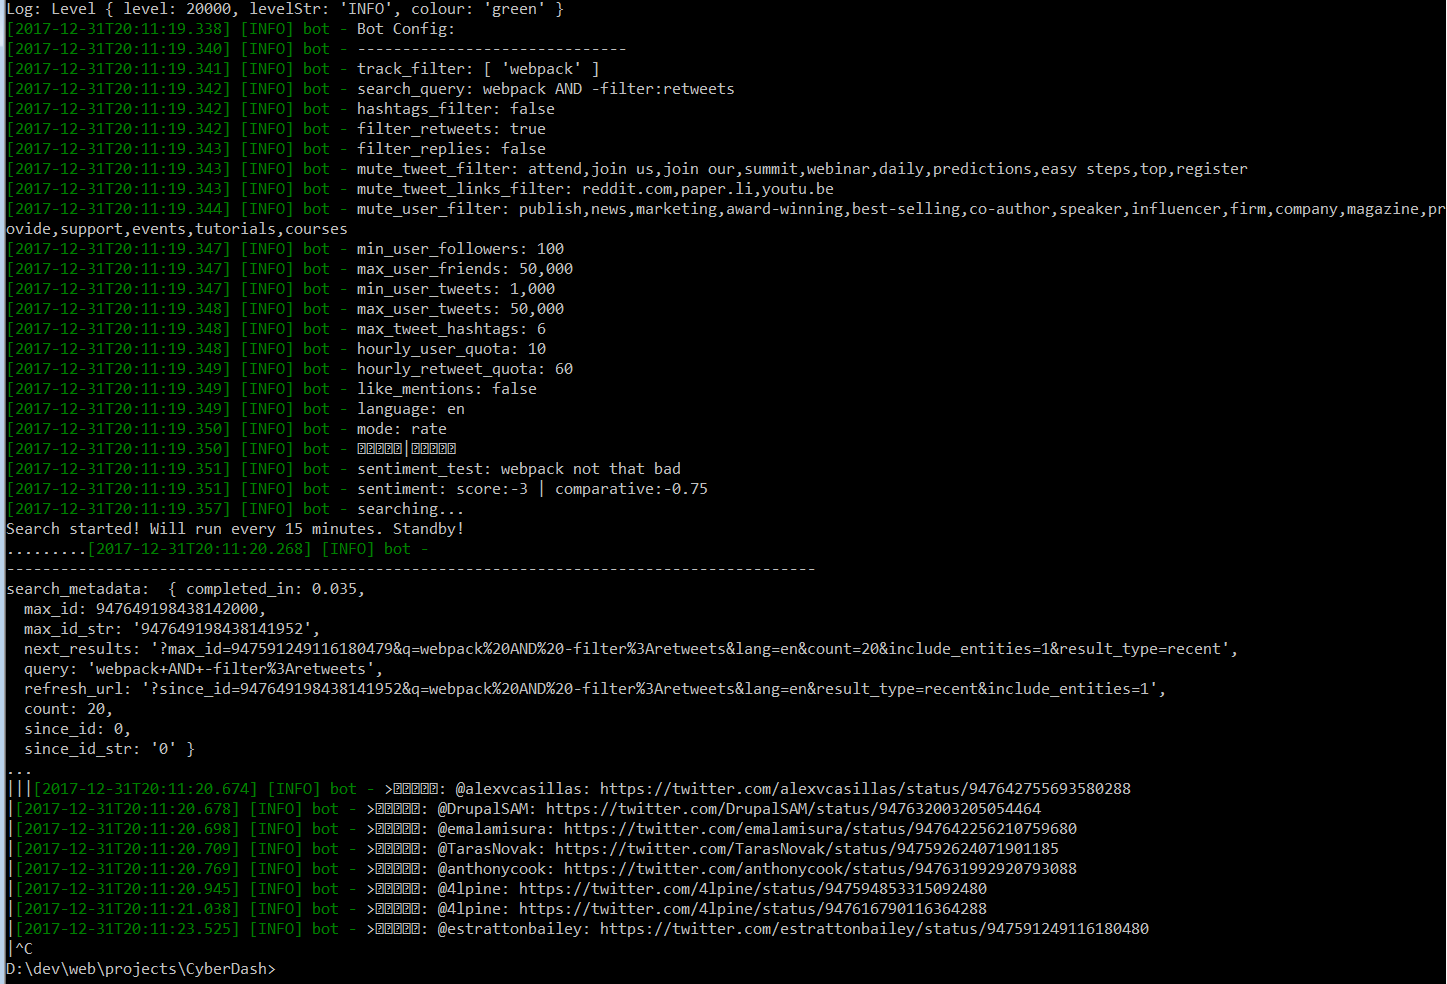 Log: Level { level: 20000, levelStr: 'INFO', colour: 'green' }
[2017-12-31T20:11:19.338] [INFO] bot - Bot Config:
[2017-12-31T20:11:19.340] [INFO] bot - ------------------------------
[2017-12-31T20:11:19.341] [INFO] bot - track_filter: [ 'webpack' ]
[2017-12-31T20:11:19.342] [INFO] bot - search_query: webpack AND -filter:retweets
[2017-12-31T20:11:19.342] [INFO] bot - hashtags_filter: false
[2017-12-31T20:11:19.342] [INFO] bot - filter_retweets: true
[2017-12-31T20:11:19.343] [INFO] bot - filter_replies: false
[2017-12-31T20:11:19.343] [INFO] bot - mute_tweet_filter: attend,join us,join our,summit,webinar,daily,predictions,easy steps,top,register
[2017-12-31T20:11:19.343] [INFO] bot - mute_tweet_links_filter: reddit.com,paper.li,youtu.be
[2017-12-31T20:11:19.344] [INFO] bot - mute_user_filter: publish,news,marketing,award-winning,best-selling,co-author,speaker,influencer,firm,company,magazine,pr
ovide,support,events,tutorials,courses
[2017-12-31T20:11:19.347] [INFO] bot - min_user_followers: 100
[2017-12-31T20:11:19.347] [INFO] bot - max_user_friends: 50,000
[2017-12-31T20:11:19.347] [INFO] bot - min_user_tweets: 1,000
[2017-12-31T20:11:19.348] [INFO] bot - max_user_tweets: 50,000
[2017-12-31T20:11:19.348] [INFO] bot - max_tweet_hashtags: 6
[2017-12-31T20:11:19.348] [INFO] bot - hourly_user_quota: 10
[2017-12-31T20:11:19.349] [INFO] bot - hourly_retweet_quota: 60
[2017-12-31T20:11:19.349] [INFO] bot - like_mentions: false
[2017-12-31T20:11:19.349] [INFO] bot - language: en
[2017-12-31T20:11:19.350] [INFO] bot - mode: rate
[2017-12-31T20:11:19.350] [INFO] bot - ⍰⍰⍰⍰⍰|⍰⍰⍰⍰⍰
[2017-12-31T20:11:19.351] [INFO] bot - sentiment_test: webpack not that bad
[2017-12-31T20:11:19.351] [INFO] bot - sentiment: score:-3 | comparative:-0.75
[2017-12-31T20:11:19.357] [INFO] bot - searching...
Search started! Will run every 15 minutes. Standby!
.........[2017-12-31T20:11:20.268] [INFO] bot -
------------------------------------------------------------------------------------------
search_metadata:  { completed_in: 0.035,
  max_id: 947649198438142000,
  max_id_str: '947649198438141952',
  next_results: '?max_id=947591249116180479&q=webpack%20AND%20-filter%3Aretweets&lang=en&count=20&include_entities=1&result_type=recent',
  query: 'webpack+AND+-filter%3Aretweets',
  refresh_url: '?since_id=947649198438141952&q=webpack%20AND%20-filter%3Aretweets&lang=en&result_type=recent&include_entities=1',
  count: 20,
  since_id: 0,
  since_id_str: '0' }
...
|||[2017-12-31T20:11:20.674] [INFO] bot - >⍰⍰⍰⍰⍰: @alexvcasillas: https://twitter.com/alexvcasillas/status/947642755693580288
|[2017-12-31T20:11:20.678] [INFO] bot - >⍰⍰⍰⍰⍰: @DrupalSAM: https://twitter.com/DrupalSAM/status/947632003205054464
|[2017-12-31T20:11:20.698] [INFO] bot - >⍰⍰⍰⍰⍰: @emalamisura: https://twitter.com/emalamisura/status/947642256210759680
|[2017-12-31T20:11:20.709] [INFO] bot - >⍰⍰⍰⍰⍰: @TarasNovak: https://twitter.com/TarasNovak/status/947592624071901185
|[2017-12-31T20:11:20.769] [INFO] bot - >⍰⍰⍰⍰⍰: @anthonycook: https://twitter.com/anthonycook/status/947631992920793088
|[2017-12-31T20:11:20.945] [INFO] bot - >⍰⍰⍰⍰⍰: @4lpine: https://twitter.com/4lpine/status/947594853315092480
|[2017-12-31T20:11:21.038] [INFO] bot - >⍰⍰⍰⍰⍰: @4lpine: https://twitter.com/4lpine/status/947616790116364288
|[2017-12-31T20:11:23.525] [INFO] bot - >⍰⍰⍰⍰⍰: @estrattonbailey: https://twitter.com/estrattonbailey/status/947591249116180480
|^C
D:\dev\web\projects\CyberDash>